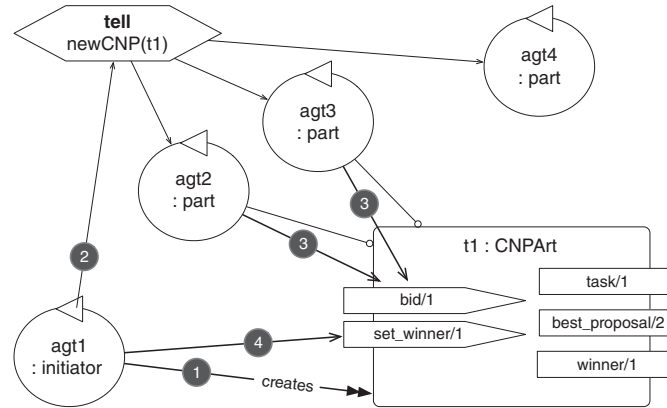 tell
newCNP(t1)
agt4
: part
agt3
: part
agt2
: part
3
3
t1 : CNPArt
2
task/1
bid/1
best_proposal/2
set_winner/1
agt1
: initiator
4
winner/1
1
creates